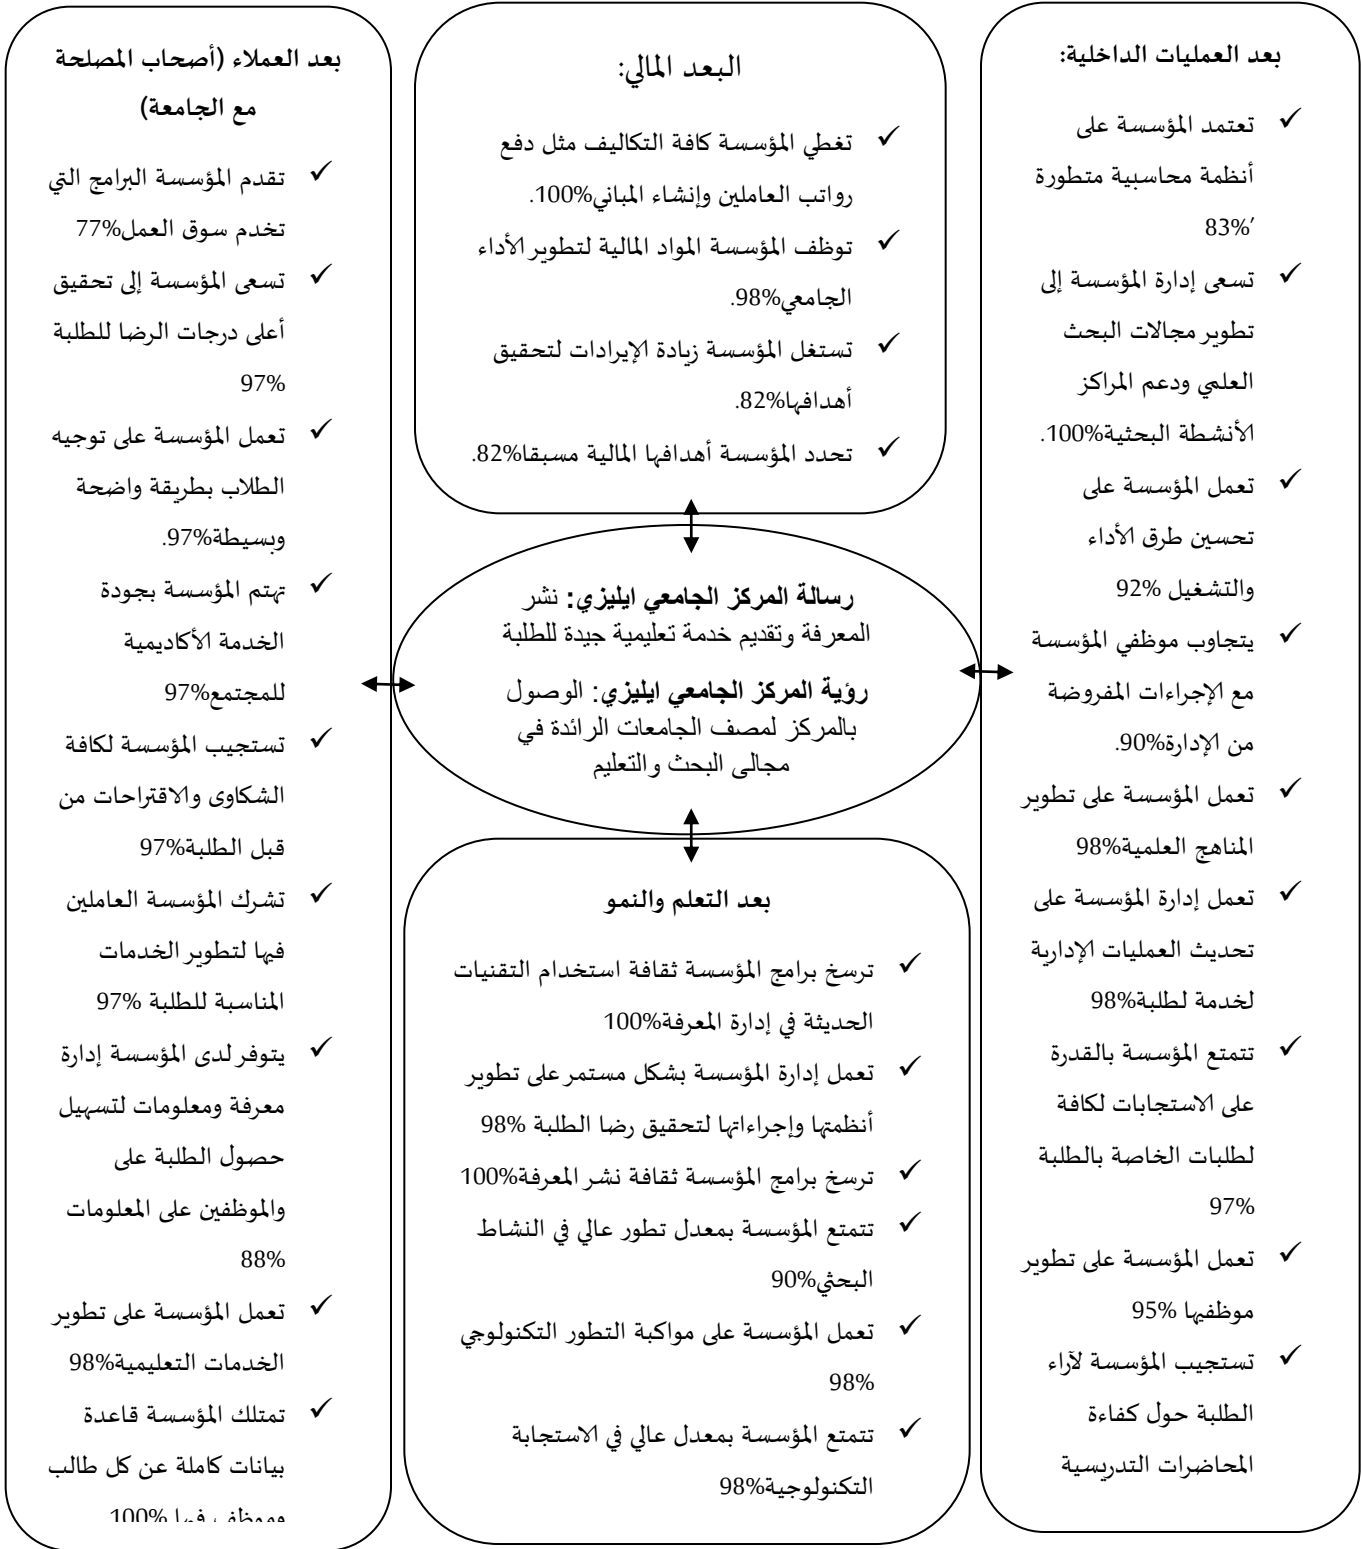 بعد العمليات الداخلية:
✓ تعتمد المؤسسة على
أنظمة محاسبية متطورة
83%′
✓ تسعى إدارة المؤسسة إلى
تطوير مجالات البحث
العلمي ودعم المراكز
الأنشطة البحثية100%.
✓ تعمل المؤسسة على
تحسين طرق الأداء
والتشغيل 92%
✓ يتجاوب موظفي المؤسسة
مع الإجراءات المفروضة
من الإدارة90%.
✓ تعمل المؤسسة على تطوير
المناهج العلمية98%
✓ تعمل إدارة المؤسسة على
تحديث العمليات الإدارية
لخدمة لطلبة98%
✓ تتمتع المؤسسة بالقدرة
على الاستجابات لكافة
لطلبات الخاصة بالطلبة
97%
✓ تعمل المؤسسة على تطوير
موظفيها 95%
✓ تستجيب المؤسسة لآراء
الطلبة حول كفاءة
المحاضرات التدريسية
البعد المالي:
✓ تغطي المؤسسة كافة التكاليف مثل دفع
رواتب العاملين وإنشاء المباني100%.
✓ توظف المؤسسة المواد المالية لتطوير الأداء
الجامعي98%.
✓ تستغل المؤسسة زيادة الإيرادات لتحقيق
أهدافها82%.
✓ تحدد المؤسسة أهدافها المالية مسبقا82%.
رسالة المركز الجامعي ايليزي: نشر
المعرفة وتقديم خدمة تعليمية جيدة للطلبة
رؤية المركز الجامعي ايليزي: الوصول
بالمركز لمصف الجامعات الرائدة في
مجالى البحث والتعليم
بعد التعلم والنمو
✓ ترسخ برامج المؤسسة ثقافة استخدام التقنيات
الحديثة في إدارة المعرفة100%
✓ تعمل إدارة المؤسسة بشكل مستمر على تطوير
أنظمتها وإجراءاتها لتحقيق رضا الطلبة 98%
✓ ترسخ برامج المؤسسة ثقافة نشر المعرفة100%
✓ تتمتع المؤسسة بمعدل تطور عالي في النشاط
البحثي90%
✓ تعمل المؤسسة على مواكبة التطور التكنولوجي
98%
✓ تتمتع المؤسسة بمعدل عالي في الاستجابة
التكنولوجية98%
بعد العملاء (أصحاب المصلحة
مع الجامعة)
✓ تقدم المؤسسة البرامج التي
تخدم سوق العمل77%
✓ تسعى المؤسسة إلى تحقيق
أعلى درجات الرضا للطلبة
97%
✓ تعمل المؤسسة على توجيه
الطلاب بطريقة واضحة
وبسيطة97%.
✓ تهتم المؤسسة بجودة
الخدمة الأكاديمية
للمجتمع97%
✓ تستجيب المؤسسة لكافة
الشكاوى والاقتراحات من
قبل الطلبة97%
✓ تشرك المؤسسة العاملين
فيها لتطوير الخدمات
المناسبة للطلبة 97%
✓ يتوفر لدى المؤسسة إدارة
معرفة ومعلومات لتسهيل
حصول الطلبة على
والموظفين على المعلومات
88%
✓ تعمل المؤسسة على تطوير
الخدمات التعليمية98%
✓ تمتلك المؤسسة قاعدة
بيانات كاملة عن كل طالب
وموظف فيها 100%